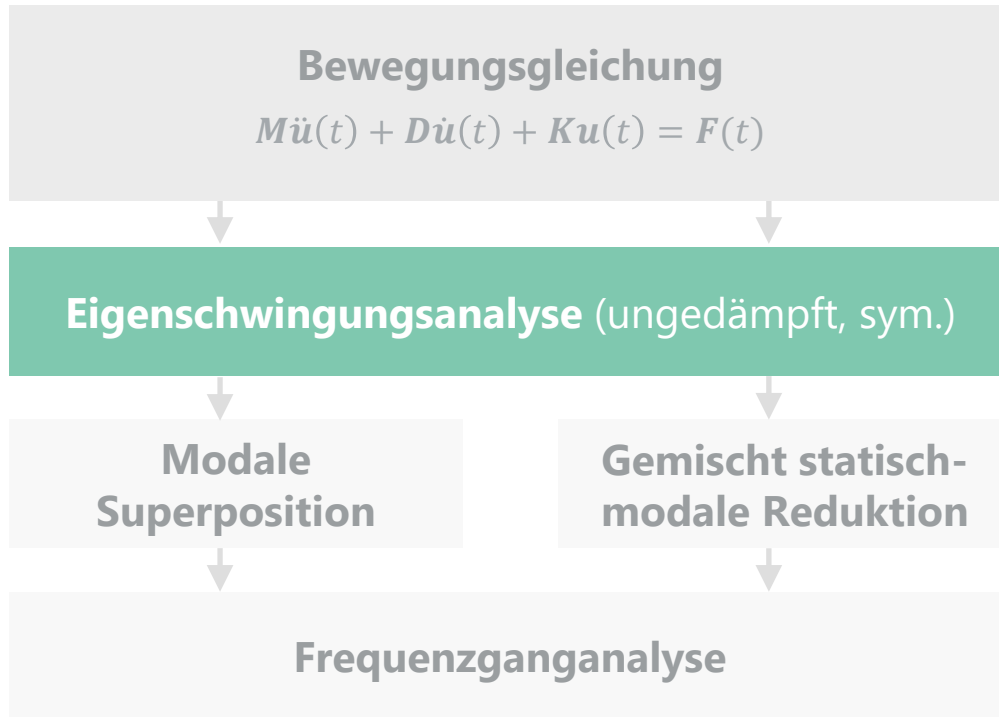 Bewegungsgleichung
𝑴ü(t) + 𝑫u̇(t) + 𝑲𝒖(t) = 𝑭(t)
Eigenschwingungsanalyse (ungedämpft, sym.)
Modale
Superposition
Gemischt statisch-
modale Reduktion
Frequenzganganalyse